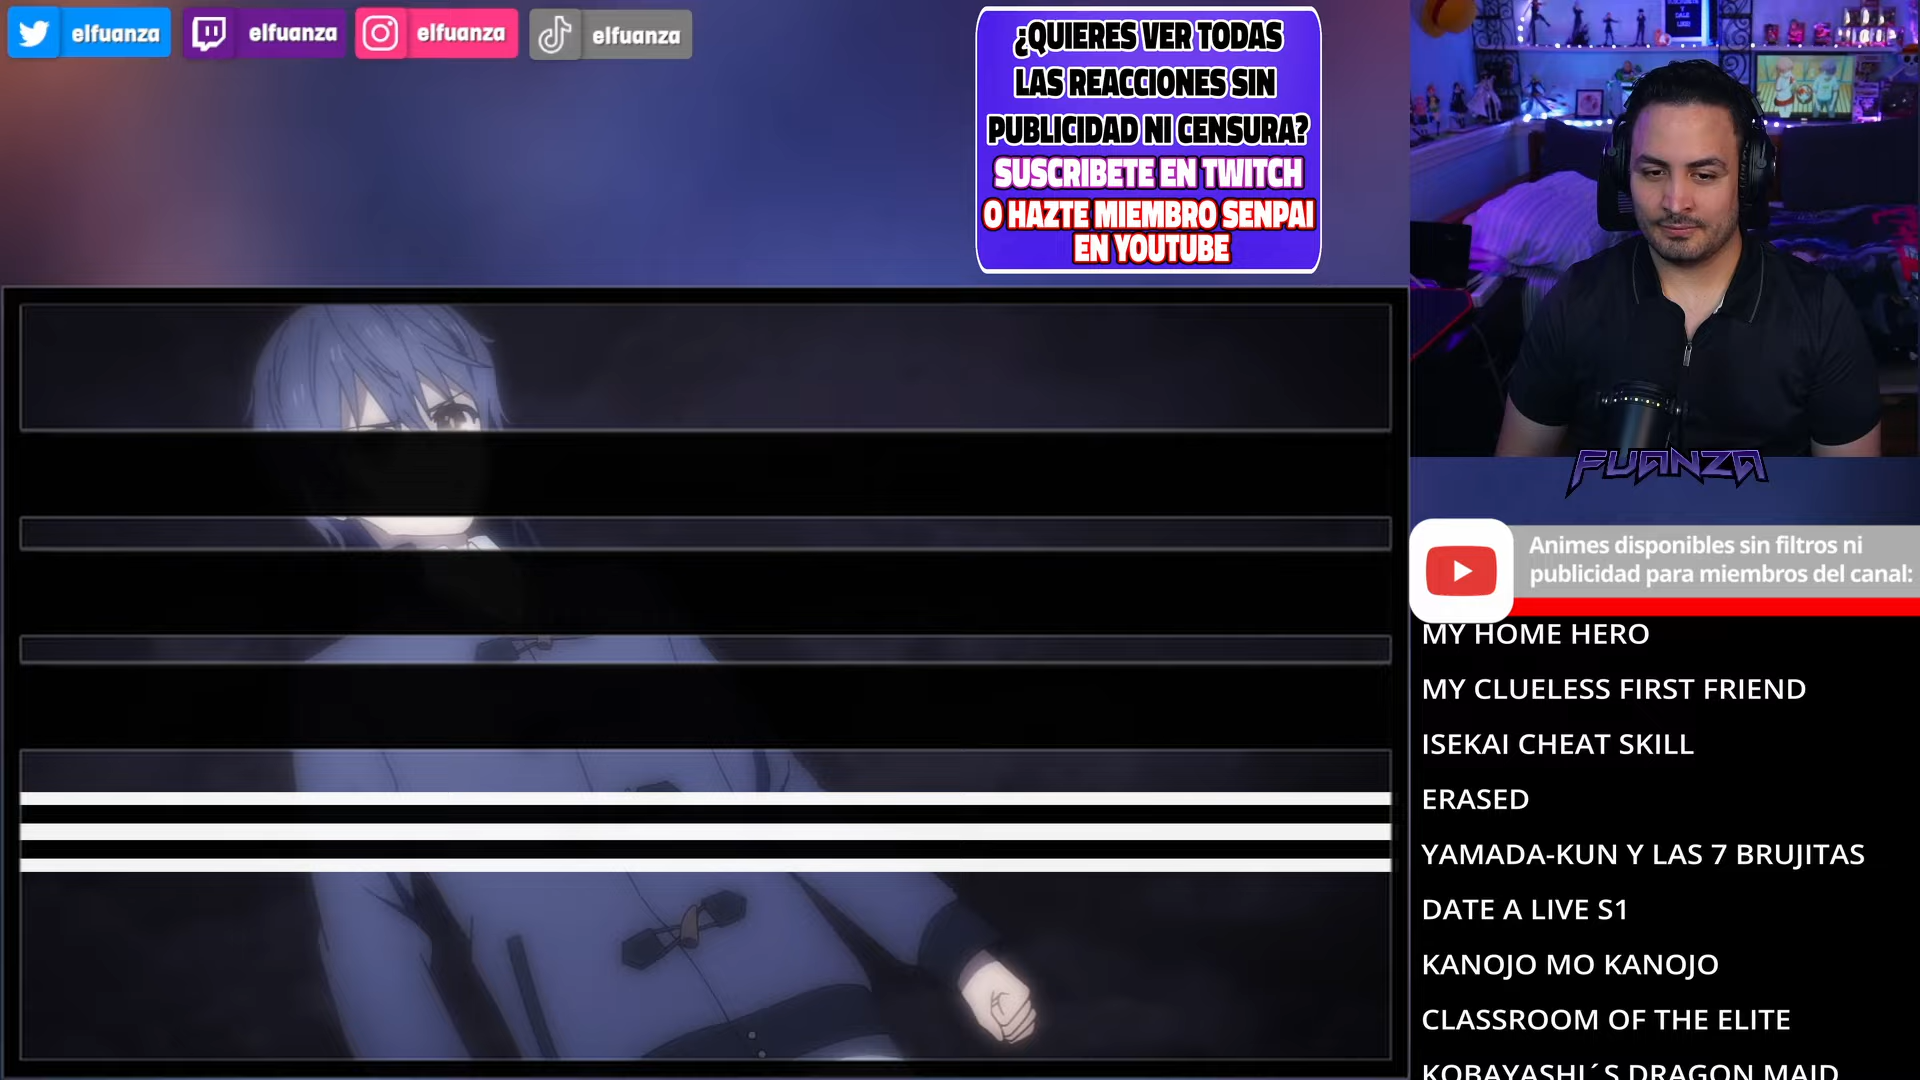 elfuanza
elfuanza
elfuanza
elfuanza
¿QUIERES VER TODAS
LAS REACCIONES SIN
PUBLICIDAD NI CENSURA?
SUSCRIBETE EN TWITCH
O HAZTE MIEMBRO SENPAI
EN YOUTUBE
FUANZA
Animes disponibles sin filtros ni
publicidad para miembros del canal:
MY HOME HERO
MY CLUELESS FIRST FRIEND
ISEKAI CHEAT SKILL
ERASED
YAMADA-KUN Y LAS 7 BRUJITAS
DATE A LIVE S1
KANOJO MO KANOJO
CLASSROOM OF THE ELITE
KOBAYASHI´S DRAGON MAID